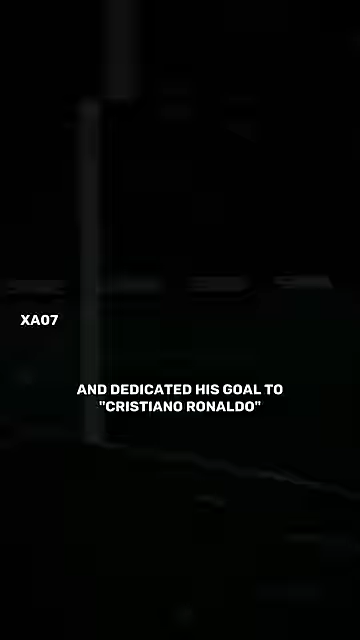 XA07
AND DEDICATED HIS GOAL TO
"CRISTIANO RONALDO"